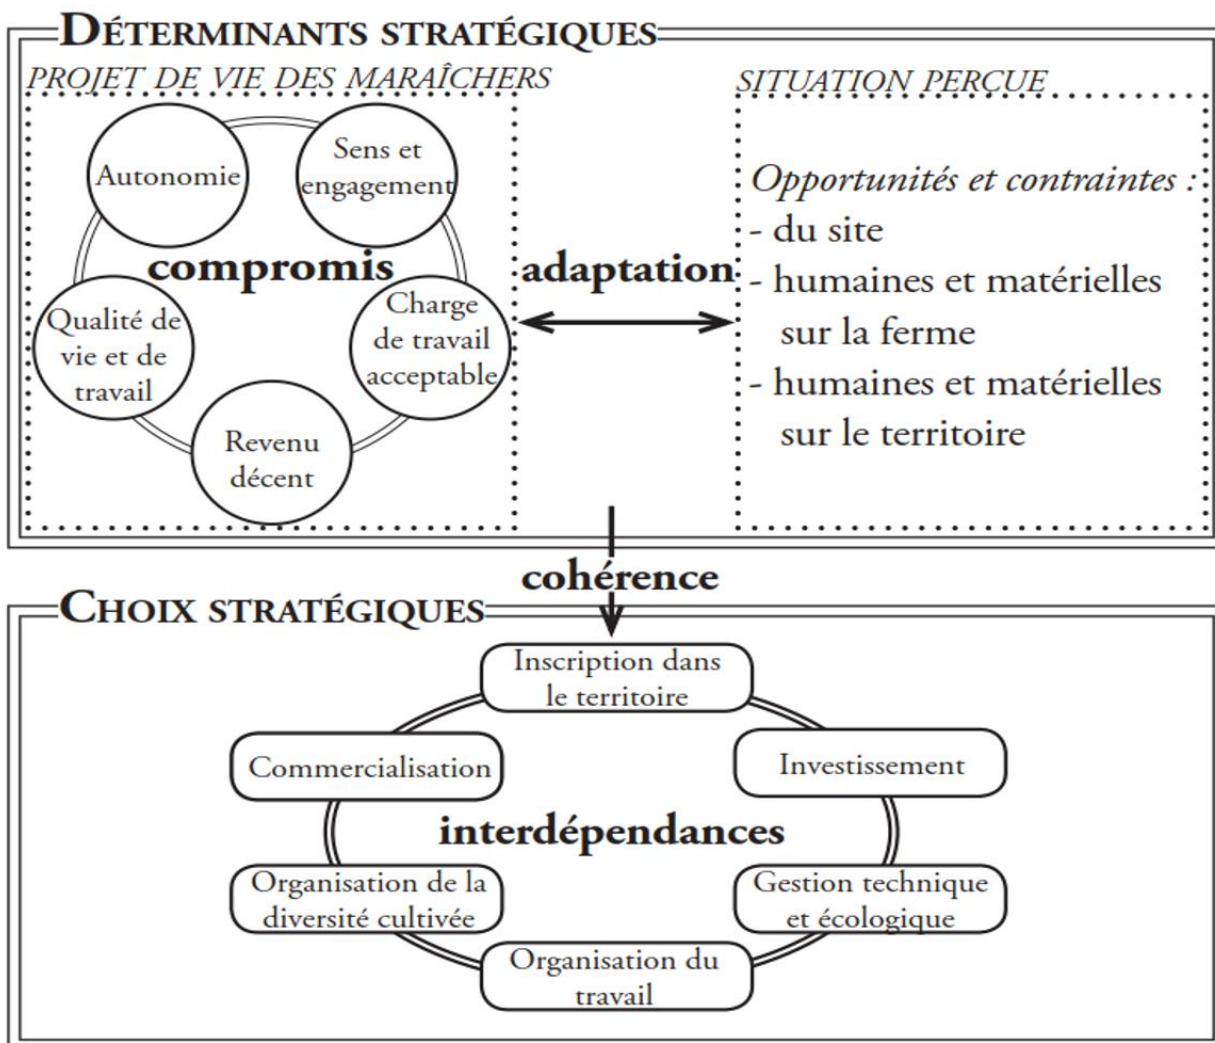 DÉTERMINANTS STRATÉGIQUES
PROJET DE VIE DES MARAÎCHERS
Autonomie
Sens et
engagement
compromis
Qualité de
vie et de
travail
Charge
de travail
acceptable
Revenu
décent
adaptation
SITUATION PERÇUE
Opportunités et contraintes :
- du site
- humaines et matérielles
sur la ferme
- humaines et matérielles
sur le territoire
cohérence
CHOIX STRATÉGIQUES
Inscription dans
le territoire
Commercialisation
Investissement
interdépendances
Organisation de la
diversité cultivée
Gestion technique
et écologique
Organisation du
travail